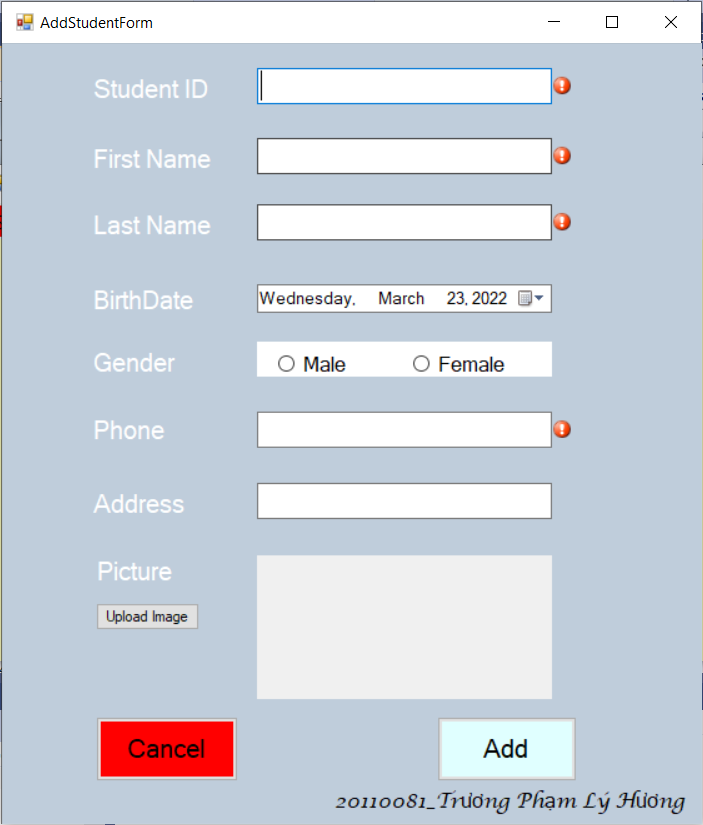 AddStudentForm
Student ID
First Name
Last Name
BirthDate Wednesday, March 23, 2022
Gender Male Female
Phone
Address
Picture
Upload Image
Cancel Add
20110081_Trương Phạm Lý Hương